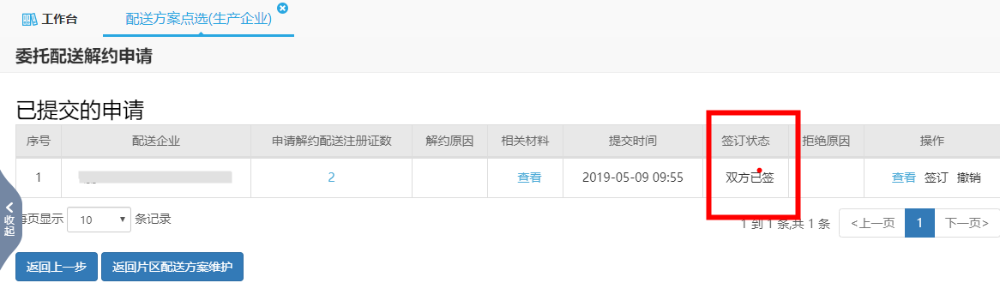 工作台 配送方案点选(生产企业)
委托配送解约申请
已提交的申请
序号 配送企业 申请解约配送注册证数 解约原因 相关材料 提交时间 签订状态 拒绝原因 操作
1 2 查看 2019-05-09 09:55 双方已签 查看 签订 撤销
收起
每页显示 10 条记录 1 到 1 条,共 1 条 <上一页 1 下一页>
返回上一步 返回片区配送方案维护